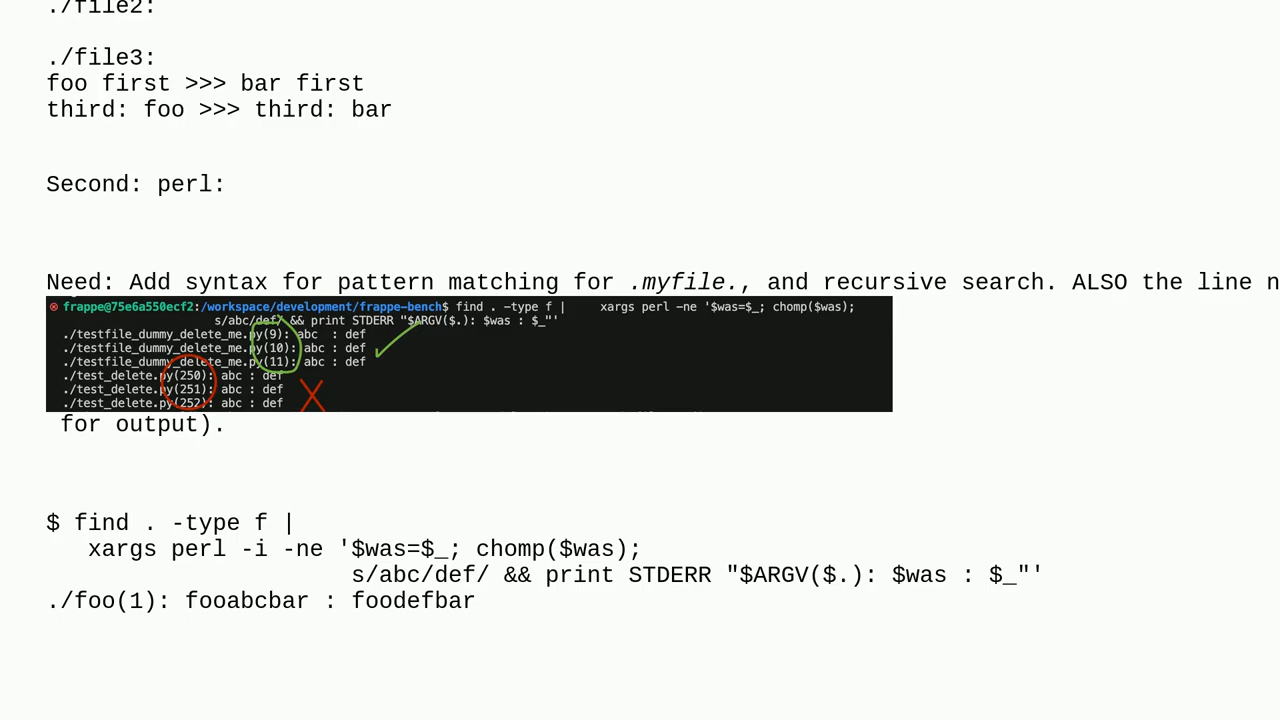 ./file2:
./file3:
foo first >>> bar first
third: foo >>> third: bar
Second: perl:
Need: Add syntax for pattern matching for .myfile., and recursive search. ALSO the line n
frappe@75e6a550ecf2:/workspace/development/frappe-bench$ find . -type f |     xargs perl -ne '$was=$_; chomp($was);
s/abc/def/ && print STDERR "$ARGV($.): $was : $_"'
./testfile_dummy_delete_me.py(9): abc  : def
./testfile_dummy_delete_me.py(10): abc : def
./testfile_dummy_delete_me.py(11): abc : def
./test_delete.py(250): abc : def
./test_delete.py(251): abc : def
./test_delete.py(252): abc : def
for output).
$ find . -type f |
xargs perl -i -ne '$was=$_; chomp($was);
s/abc/def/ && print STDERR "$ARGV($.): $was : $_"'
./foo(1): fooabcbar : foodefbar